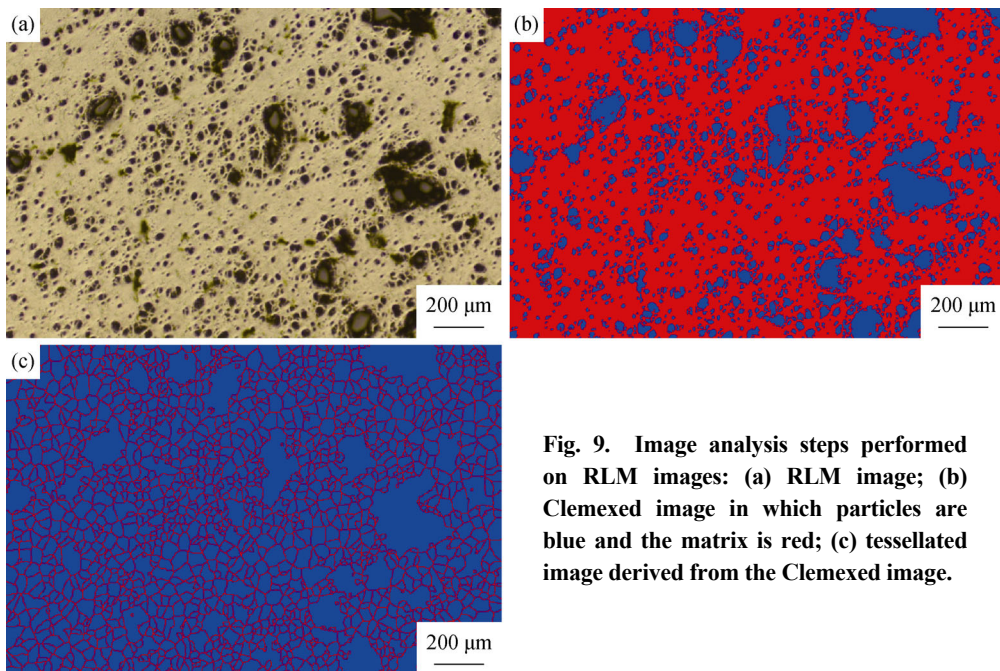 (a)
200 μm
(b)
200 μm
(c)
200 μm
Fig. 9. Image analysis steps performed
on RLM images: (a) RLM image; (b)
Clemexed image in which particles are
blue and the matrix is red; (c) tessellated
image derived from the Clemexed image.